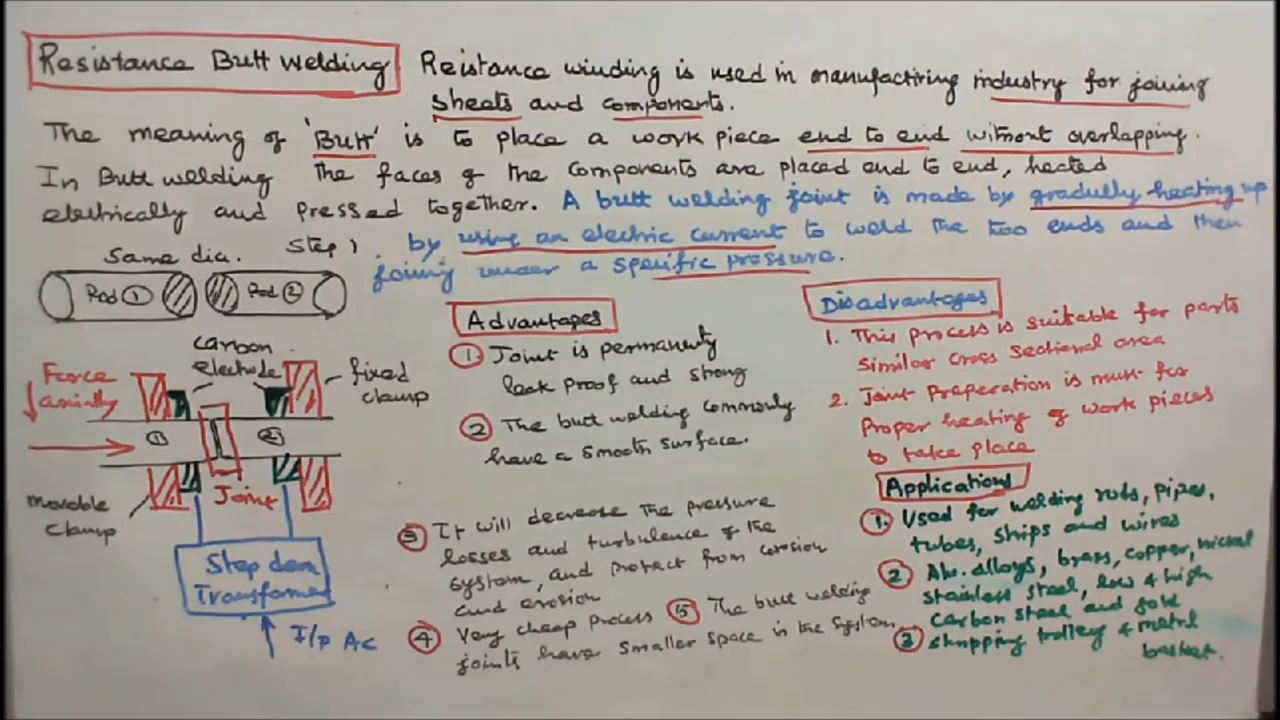 Resistance Butt welding
Reistance winding is used in manufactiring industry for joining
sheets and components.
The meaning of 'Butt' is to place a work piece end to end without overlapping.
In Butt welding the faces of the components are placed end to end, heated
electrically and pressed together. A butt welding joint is made by gradually heating up
by using an electric current to weld the two ends and then
joining under a specific pressure.
Same dia. Step 1
Rod ① Rod ②
carbon
electrode
Force
axially
fixed
clamp
① ②
movable
clamp
Joint
Step down
Transformer
I/p Ac
Advantages
① Joint is permanently
leak proof and strong
② The butt welding commonly
have a smooth surface.
③ It will decrease the pressure
losses and turbulence of the
system, and protect from corosion
and erosion
④ Very cheap process ⑤ The butt welding
joints have smaller space in the system
Disadvantages
1. This process is suitable for parts
similar cross sectional area
2. Joint preperation is must for
Proper heating of work pieces
to take place
Applications
①. Used for welding rods, pipes,
tubes, ships and wires
② Alu. alloys, brass, copper, nickel
stainless steel, low & high
carbon steel and gold
③ shopping trolley & metal
basket.